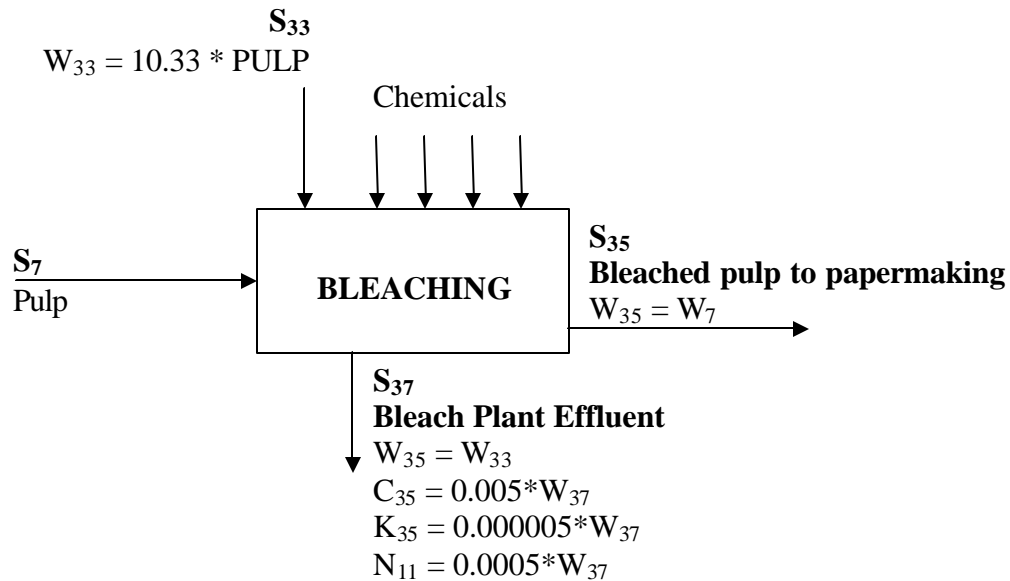 S₃₃
W₃₃ = 10.33 * PULP
Chemicals
S₇
Pulp
BLEACHING
S₃₅
Bleached pulp to papermaking
W₃₅ = W₇
S₃₇
Bleach Plant Effluent
W₃₅ = W₃₃
C₃₅ = 0.005*W₃₇
K₃₅ = 0.000005*W₃₇
N₁₁ = 0.0005*W₃₇